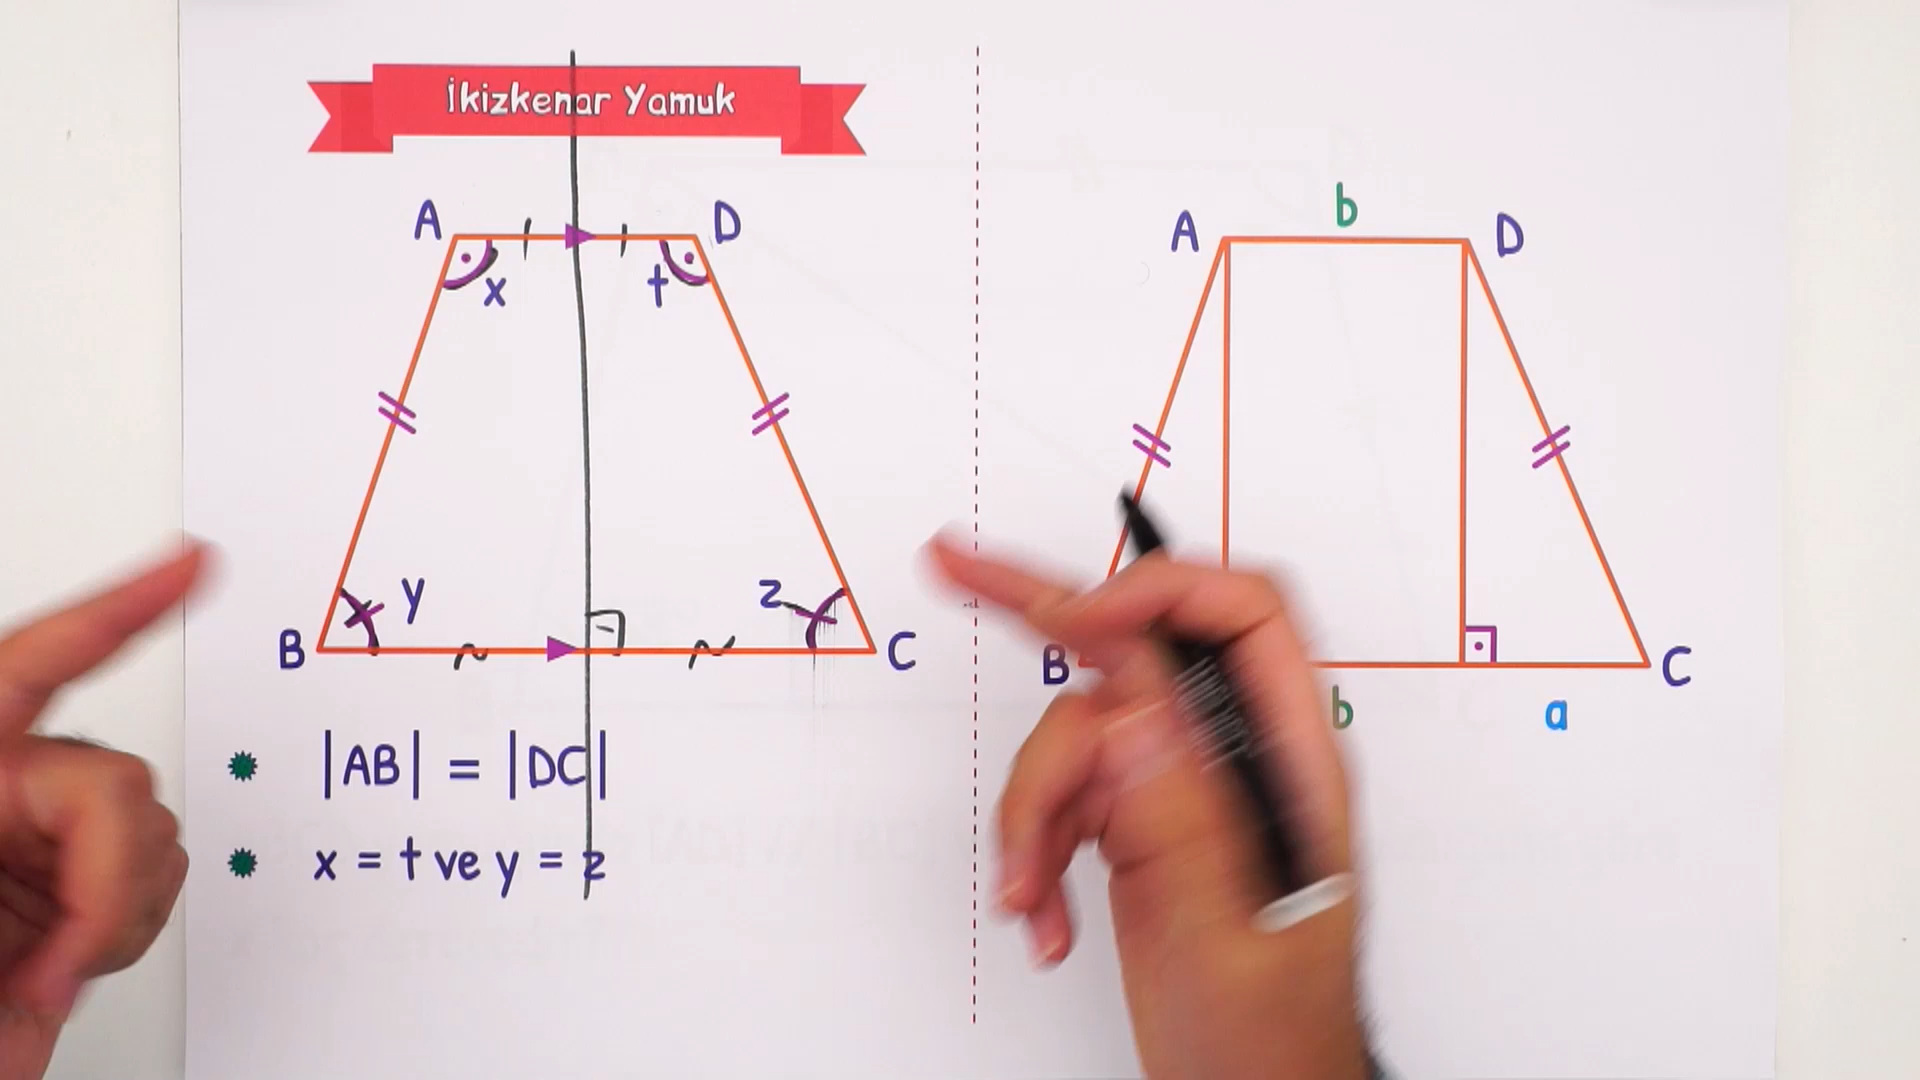 İkizkenar Yamuk
A D
x t
y z
B C
|AB| = |DC|
x = t ve y = z
b
A D
B C
b a